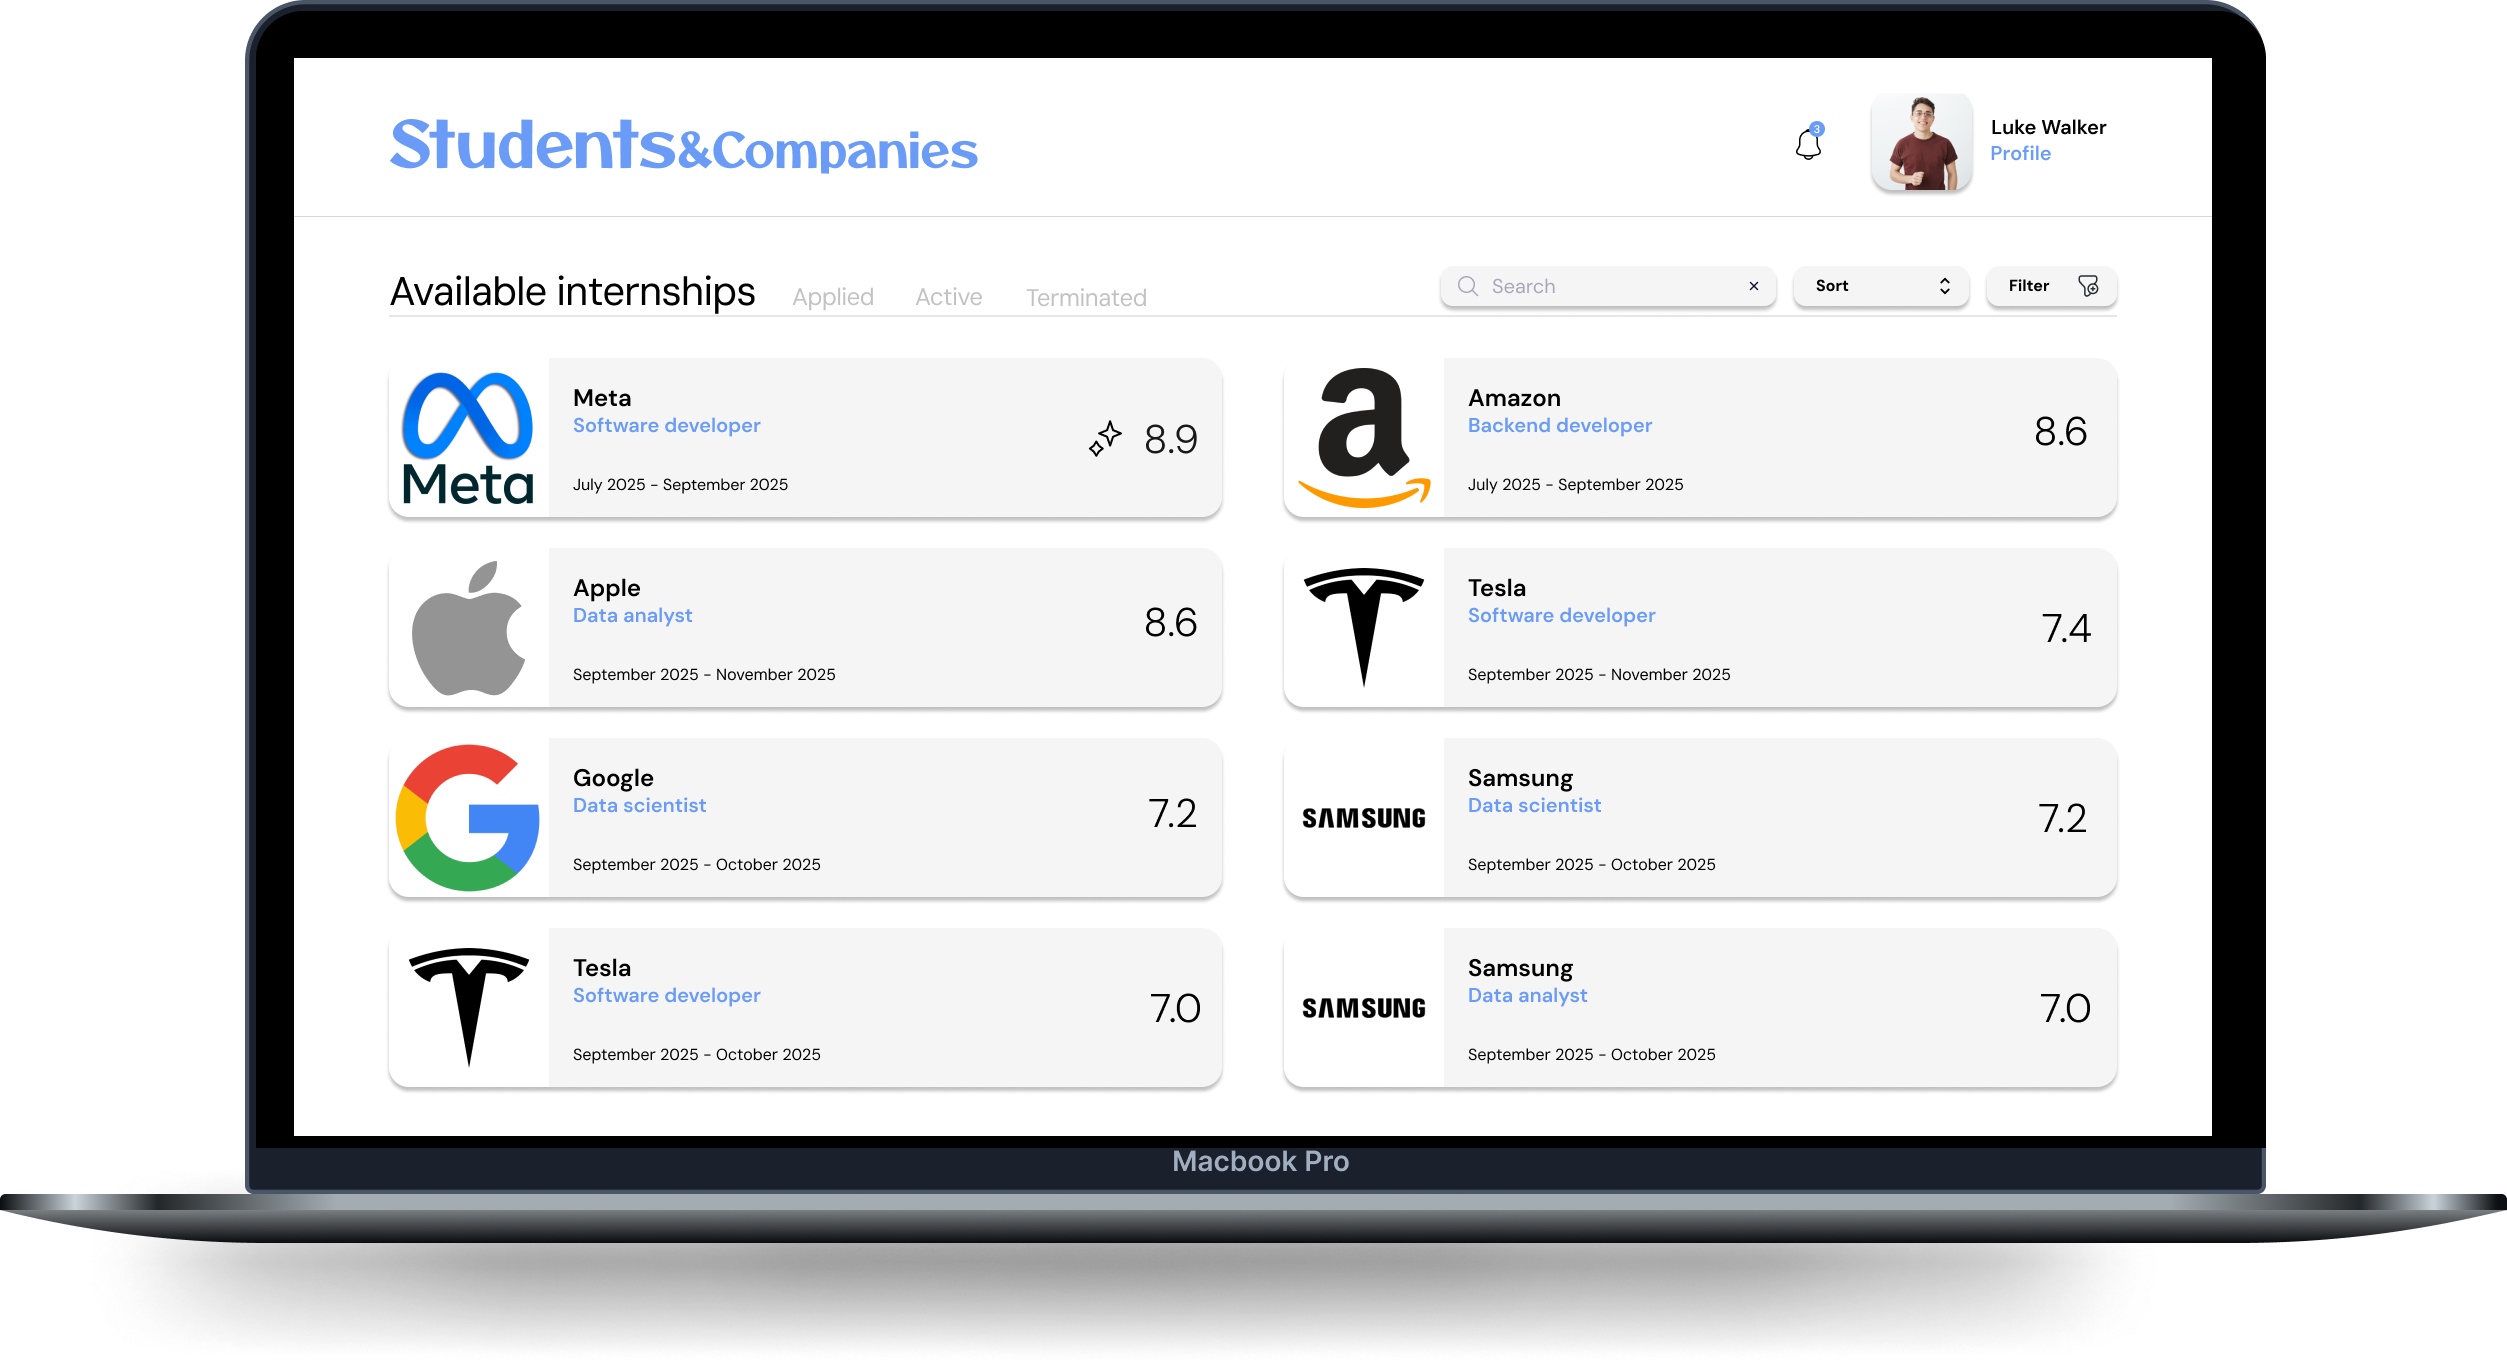 Students&Companies
3
Luke Walker
Profile
Available internships
Applied
Active
Terminated
Search
Sort
Filter
Meta
Meta
Software developer
8.9
July 2025 - September 2025
a
Amazon
Backend developer
8.6
July 2025 - September 2025
Apple
Data analyst
8.6
September 2025 - November 2025
Tesla
Software developer
7.4
September 2025 - November 2025
G
Google
Data scientist
7.2
September 2025 - October 2025
SAMSUNG
Samsung
Data scientist
7.2
September 2025 - October 2025
Tesla
Software developer
7.0
September 2025 - October 2025
SAMSUNG
Samsung
Data analyst
7.0
September 2025 - October 2025
Macbook Pro